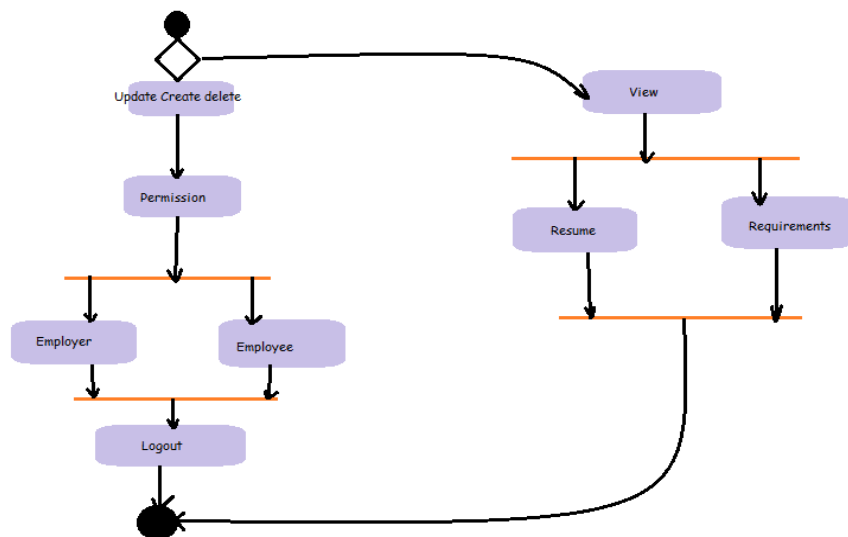 Update Create delete
View
Permission
Resume
Requirements
Employer
Employee
Logout